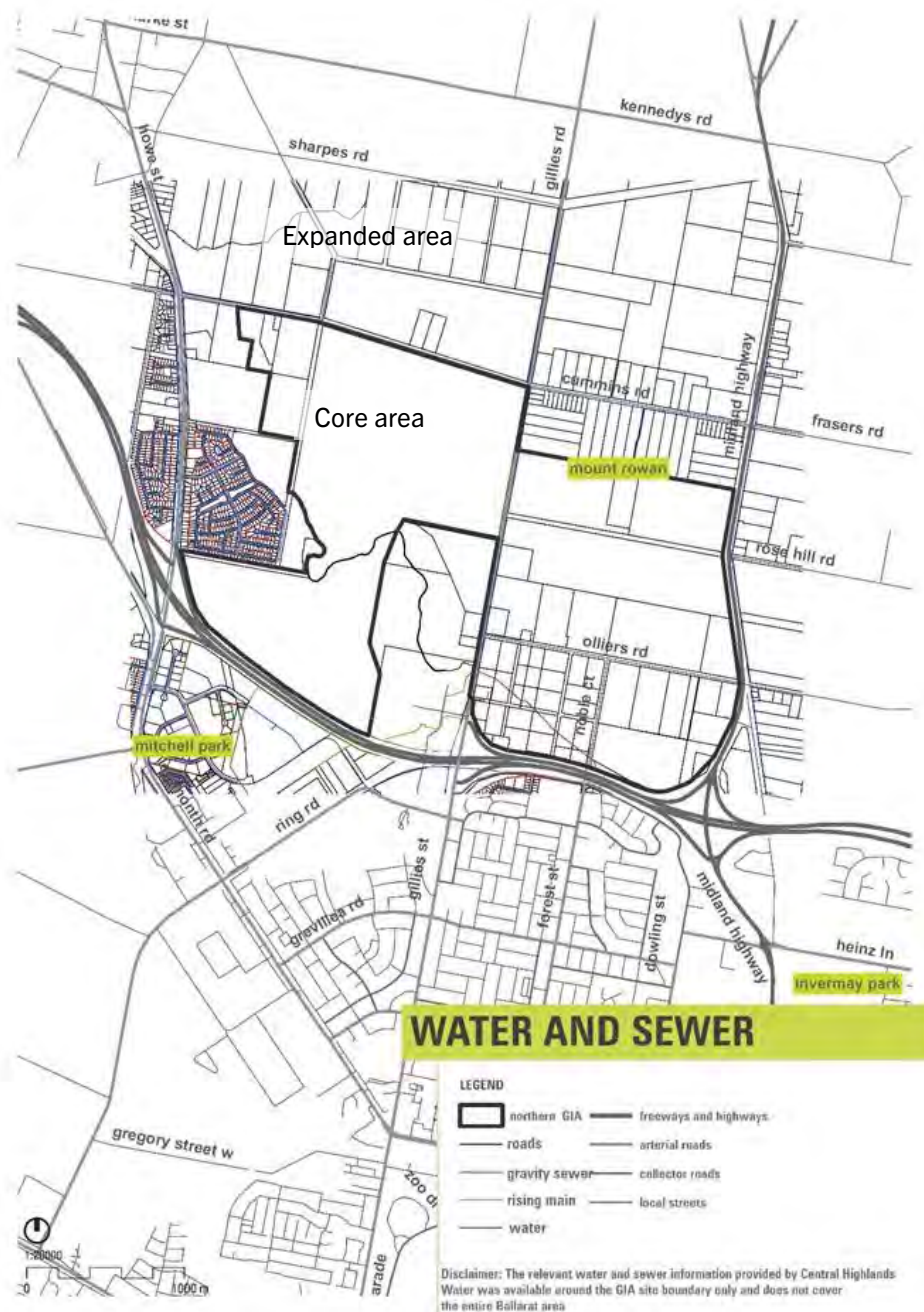 kennedys rd
howe st
sharpes rd
gillies rd
Expanded area
cummins rd
midland highway
frasers rd
Core area
mount rowan
rose hill rd
olliers rd
noble ct
mitchell park
ring rd
gillies st
forest st
dowling st
midland highway
grevillea rd
heinz ln
invermay park
WATER AND SEWER
LEGEND
northern GIA
freeways and highways
roads
arterial roads
gravity sewer
collector roads
rising main
local streets
water
gregory street w
1:20000
0 1000 m
Disclaimer: The relevant water and sewer information provided by Central Highlands
Water was available around the GIA site boundary only and does not cover
the entire Ballarat area